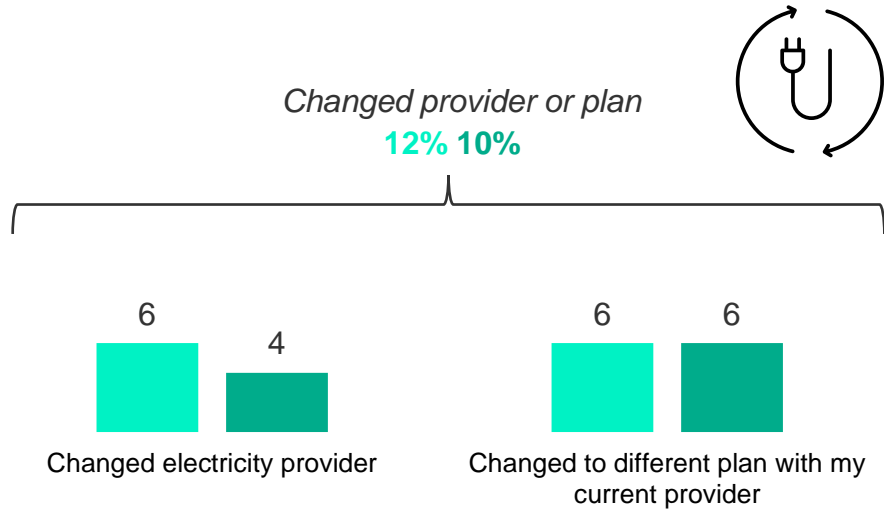 Changed provider or plan
12% 10%
6
4
6
6
Changed electricity provider
Changed to different plan with my
current provider